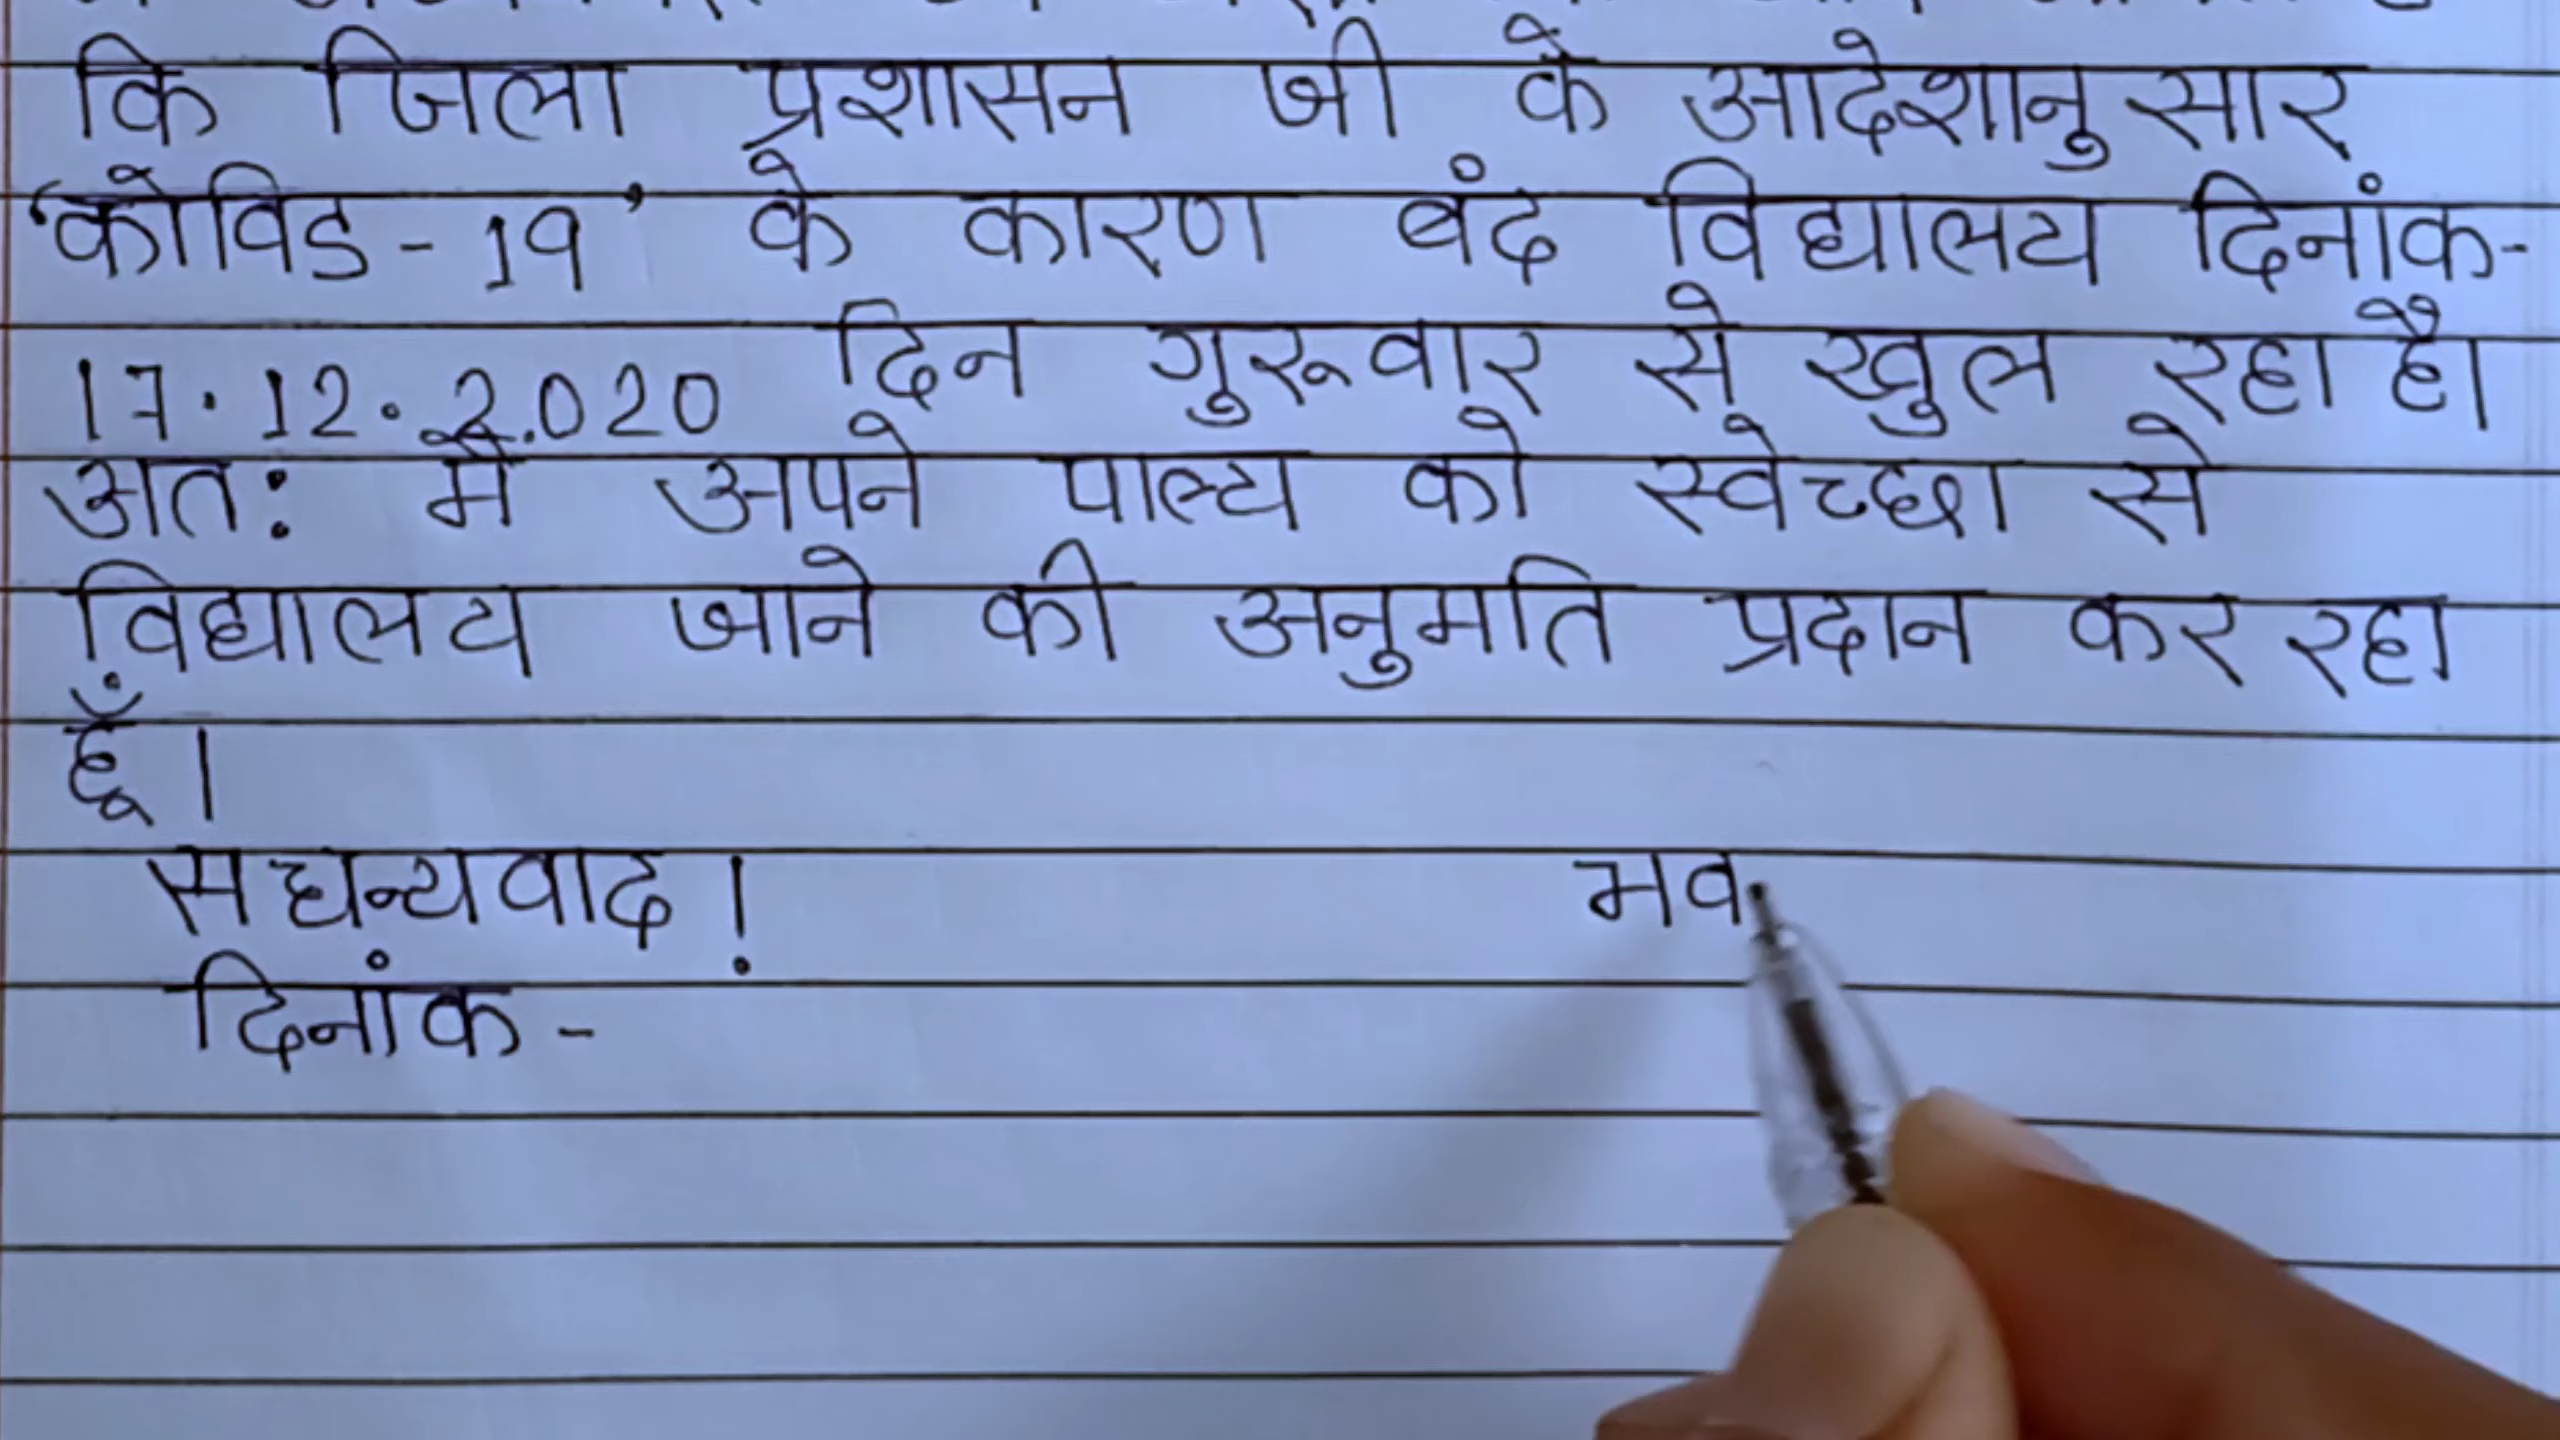 कि जिला प्रशासन जी के आदेशानुसार
‘कोविड - 19’ के कारण बंद विद्यालय दिनांक-
17.12.2020 दिन गुरूवार से खुल रहा है।
अतः मैं अपने पाल्य को स्वेच्छा से
विद्यालय जाने की अनुमति प्रदान कर रहा
हूँ।
सधन्यवाद ! भव
दिनांक -